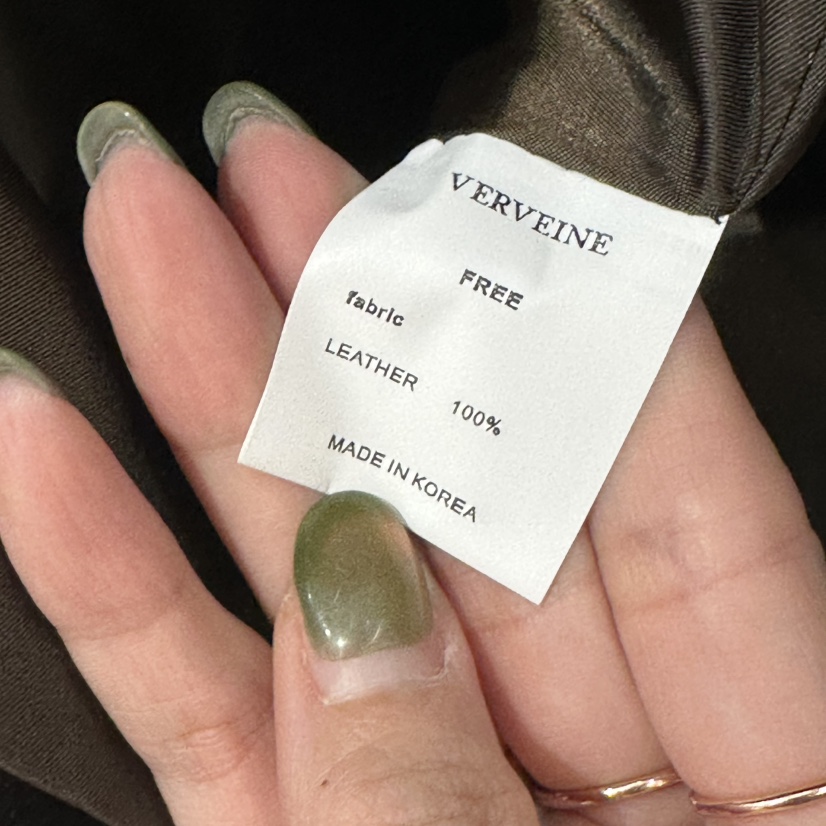 VERVEINE
FREE
fabric
LEATHER 100%
MADE IN KOREA